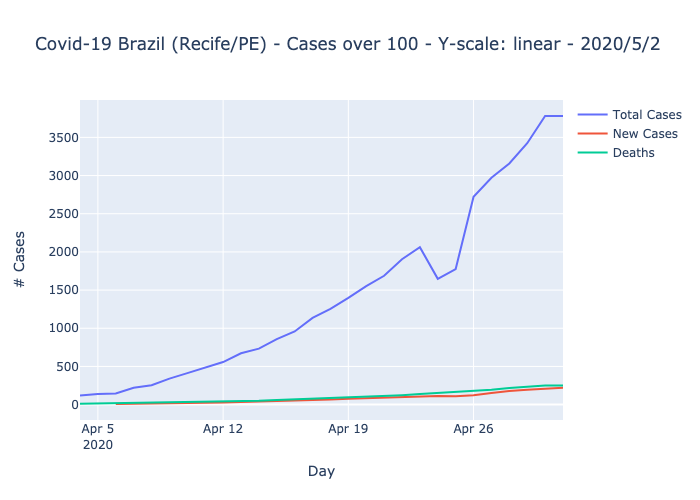 Covid-19 Brazil (Recife/PE) - Cases over 100 - Y-scale: linear - 2020/5/2
Total Cases
New Cases
Deaths
# Cases
3500
3000
2500
2000
1500
1000
500
0
Apr 5
2020
Apr 12
Apr 19
Apr 26
Day